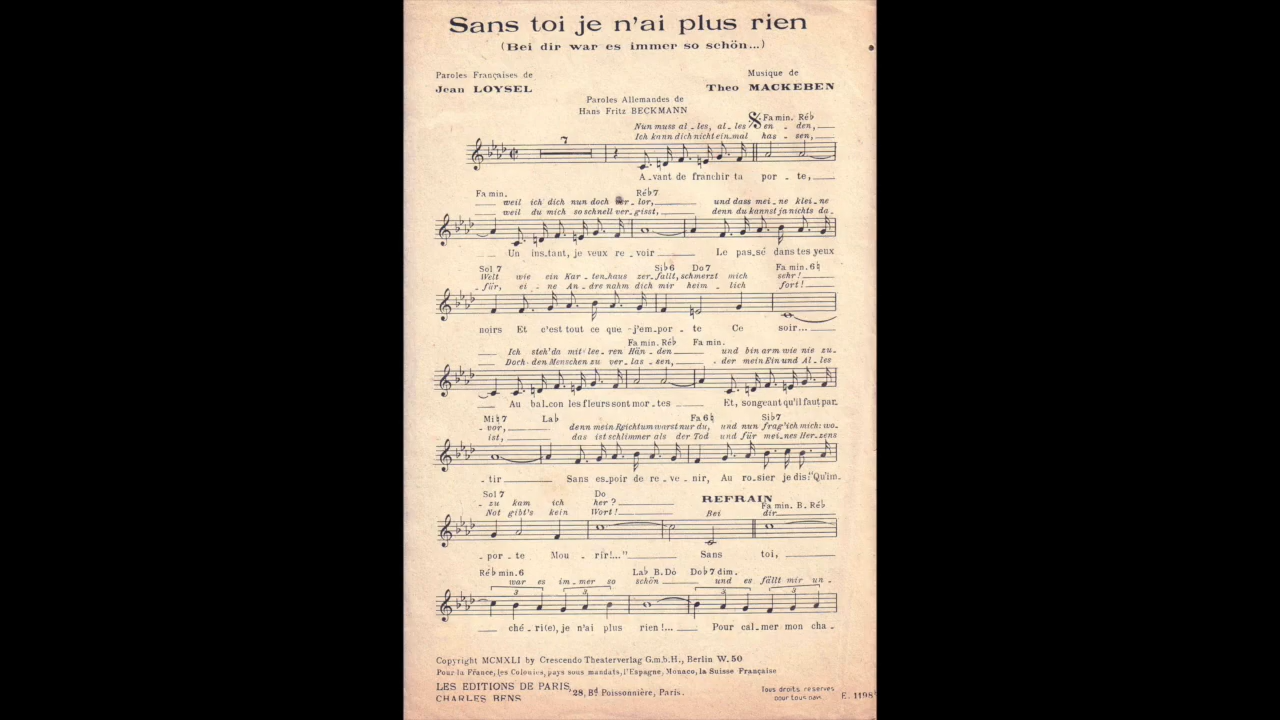 Sans toi je n'ai plus rien
(Bei dir war es immer so schön...)
Paroles Françaises de
Jean LOYSEL
Musique de
Theo MACKEBEN
Paroles Allemandes de
Hans Fritz BECKMANN
Fa min. Réb
Nun muss al - les, al - les en - den,
Ich kann dich nicht ein.mal has - sen,
7
A.vant de franchir ta por - te,
Fa min. Réb7
weil ich dich nun doch ver - lor, und dass mei - ne klei - ne
weil du mich so schnell ver - gisst, denn du kannst ja nichts da -
Un ins.tant, je veux re - voir Le pas.sé dans tes yeux
Sol 7 Sib6 Do7 Fa min. 6♮
Welt wie ein Kar - ten.haus zer - fällt, schmerzt mich sehr!
- für, ei - ne An - dre nahm dich mir heim - lich fort!
noirs Et c'est tout ce que j'em.por - te Ce soir...
Fa min. Réb Fa min.
Ich steh' da mit lee - ren Hän - den und bin arm wie nie zu -
Doch den Menschen zu ver - las - sen, der mein Ein und Al - les
Au bal.con les fleurs sont mor - tes Et, songeant qu'il faut par -
Mi♮7 Lab Fa 6♮ Sib7
- vor, denn mein Reichtum warst nur du, und nun frag' ich mich: wo -
ist, das ist schlimmer als der Tod und für mei - nes Her - zens
- tir Sans es.poir de re - ve - nir, Au ro.sier je dis: "Qu'im -
Sol 7 Do REFRAIN Fa min. B. Réb
- zu kam ich her?
Not gibt's kein Wort! Bei dir
- por - te Mou - rir!..." Sans toi,
Réb min.6 Lab B. Do Dob7 dim.
war es im - mer so schön und es fällt mir un -
3 3 3 3
ché - ri(e), je n'ai plus rien!... Pour cal - mer mon cha -
Copyright MCMXLI by Crescendo Theaterverlag G.m.b.H., Berlin W. 50
Pour la France, les Colonies, pays sous mandats, l'Espagne, Monaco, la Suisse Française
LES EDITIONS DE PARIS, 28, Bd Poissonnière, Paris.
CHARLES BENS
Tous droits réservés
pour tous pays
E. 1198